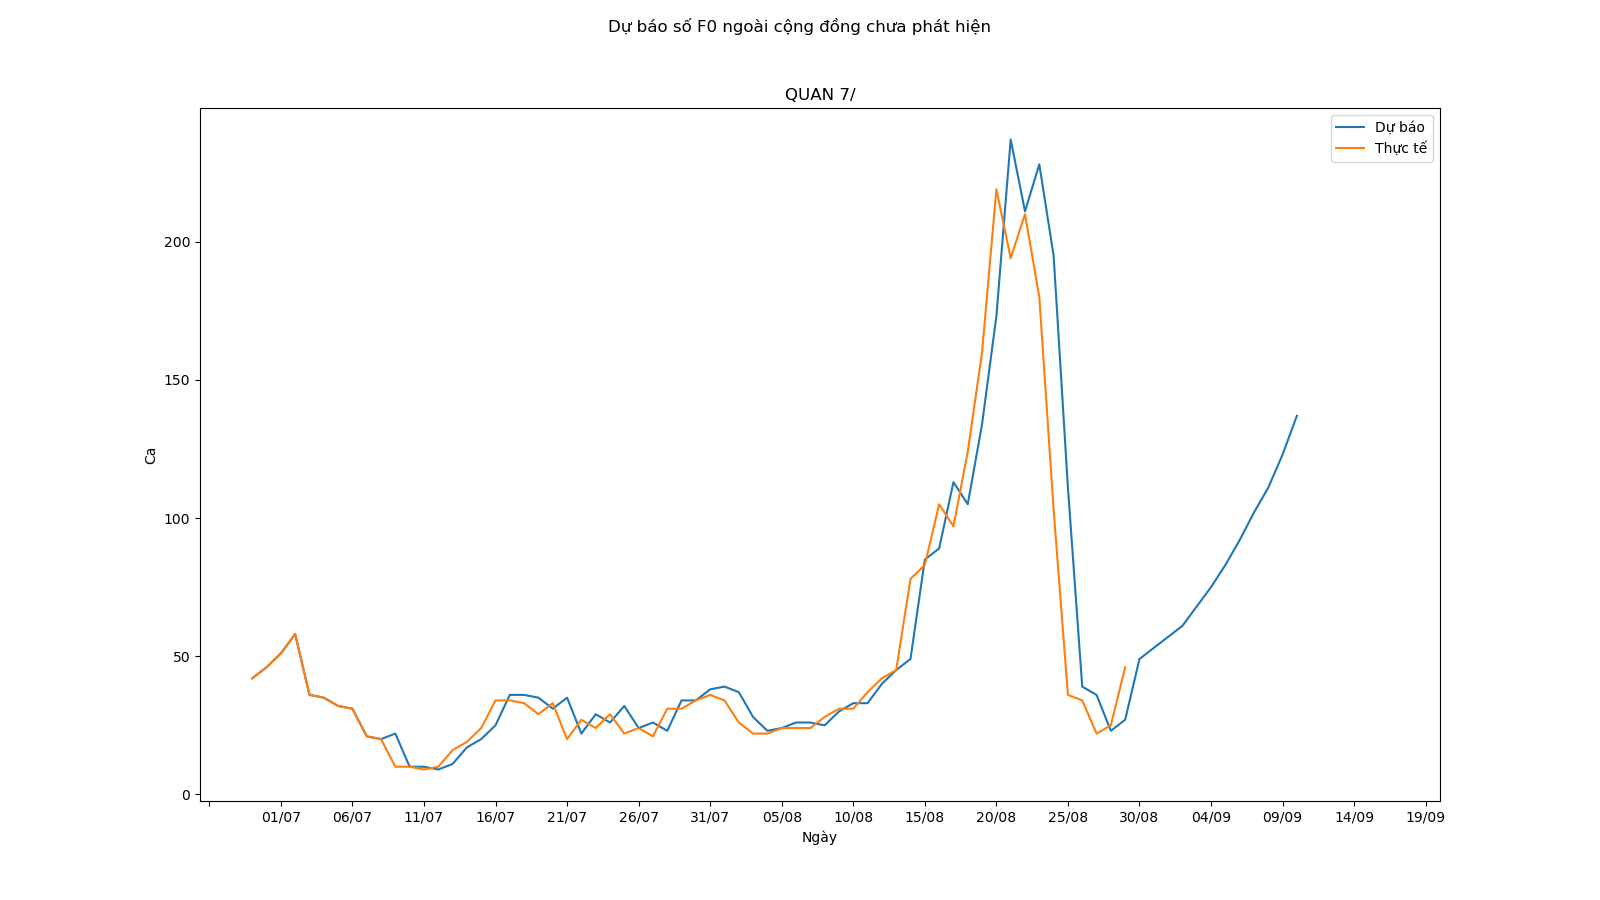 Dự báo số F0 ngoài cộng đồng chưa phát hiện
QUAN 7/
Dự báo
Thực tế
200
150
100
50
0
Ca
01/07 06/07 11/07 16/07 21/07 26/07 31/07 05/08 10/08 15/08 20/08 25/08 30/08 04/09 09/09 14/09 19/09
Ngày